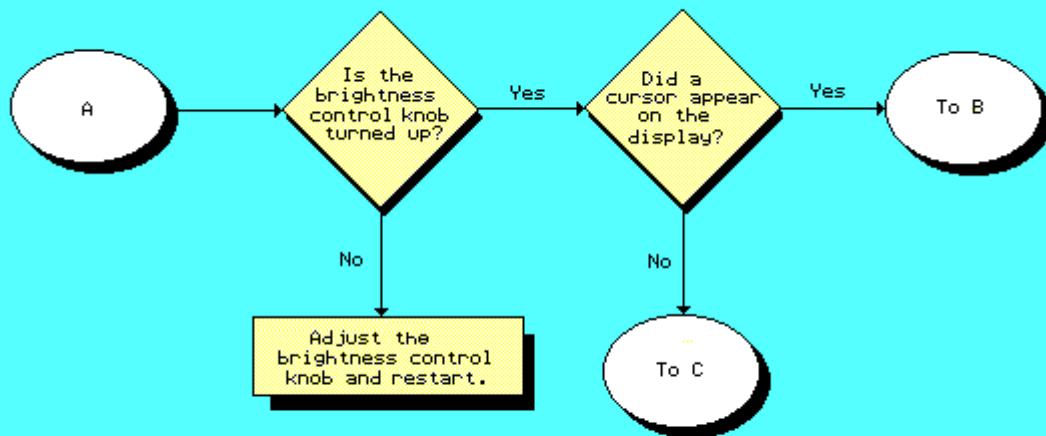 A
Is the
brightness
control knob
turned up?
Yes
Did a
cursor appear
on the
display?
Yes
To B
No
No
Adjust the
brightness control
knob and restart.
To C